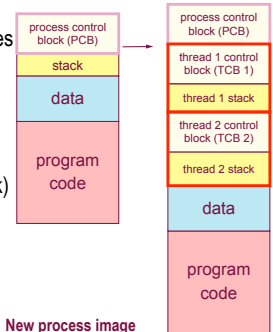 es
k)
process control
block (PCB)
stack
data
program
code
process control
block (PCB)
thread 1 control
block (TCB 1)
thread 1 stack
thread 2 control
block (TCB 2)
thread 2 stack
data
program
code
New process image